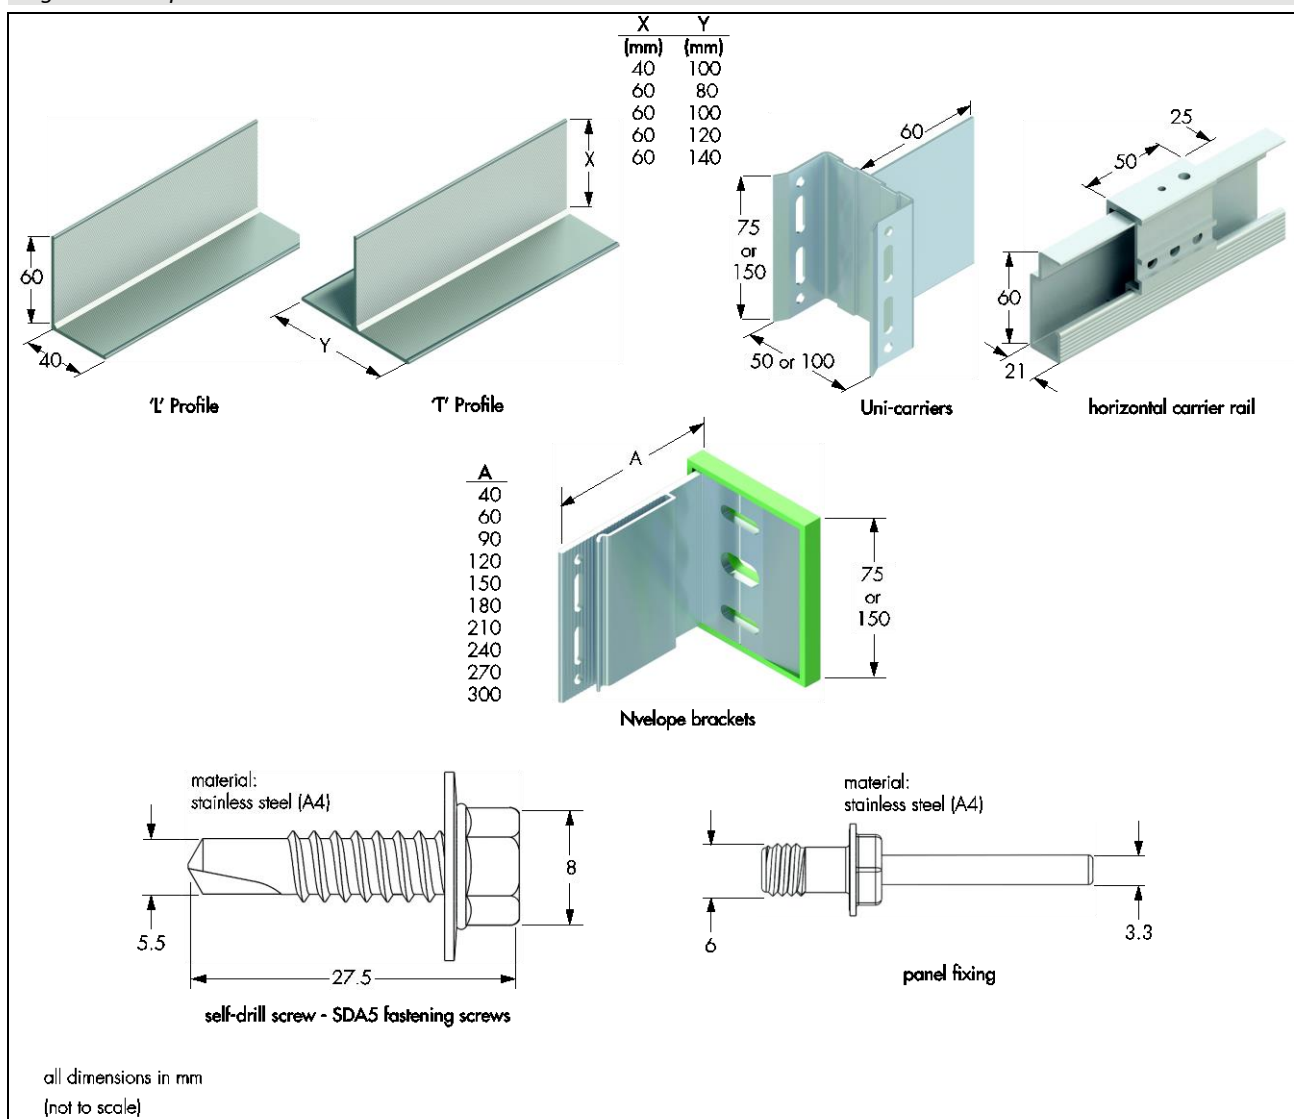 X Y
(mm) (mm)
40 100
60 80
60 100
60 120
60 140
60
40
'L' Profile
X
Y
'T' Profile
60
75
or
150
50 or 100
Uni-carriers
25
50
60
21
horizontal carrier rail
A
40
60
90
120
150
180
210
240
270
300
A
75
or
150
Nvelope brackets
material:
stainless steel (A4)
5.5
8
27.5
self-drill screw - SDA5 fastening screws
material:
stainless steel (A4)
6
3.3
panel fixing
all dimensions in mm
(not to scale)